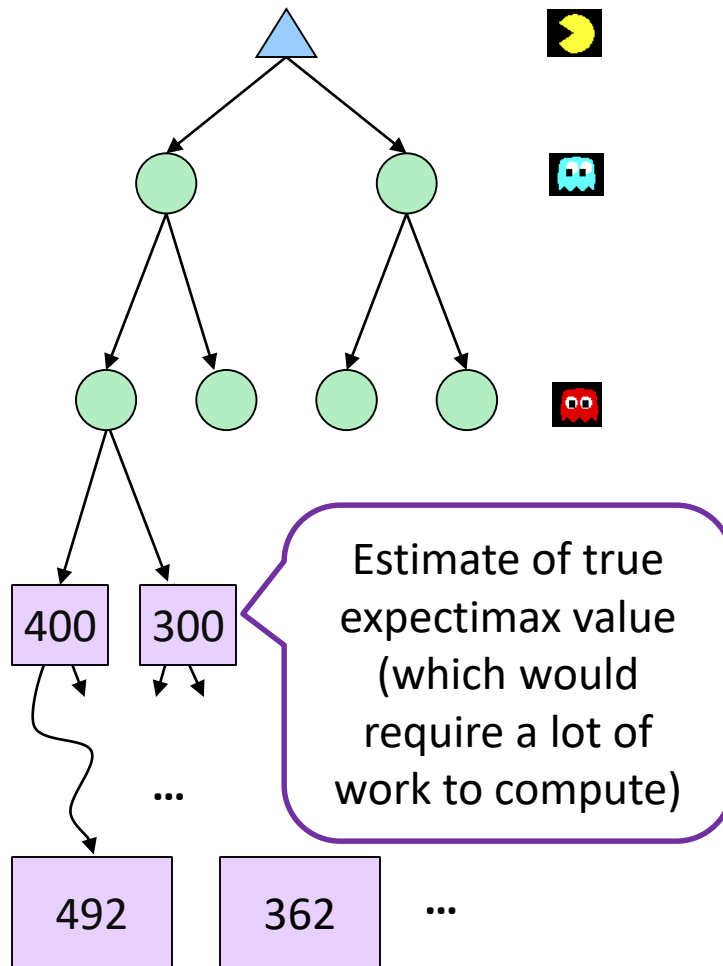 400
300
Estimate of true
expectimax value
(which would
require a lot of
work to compute)
...
492
362
...